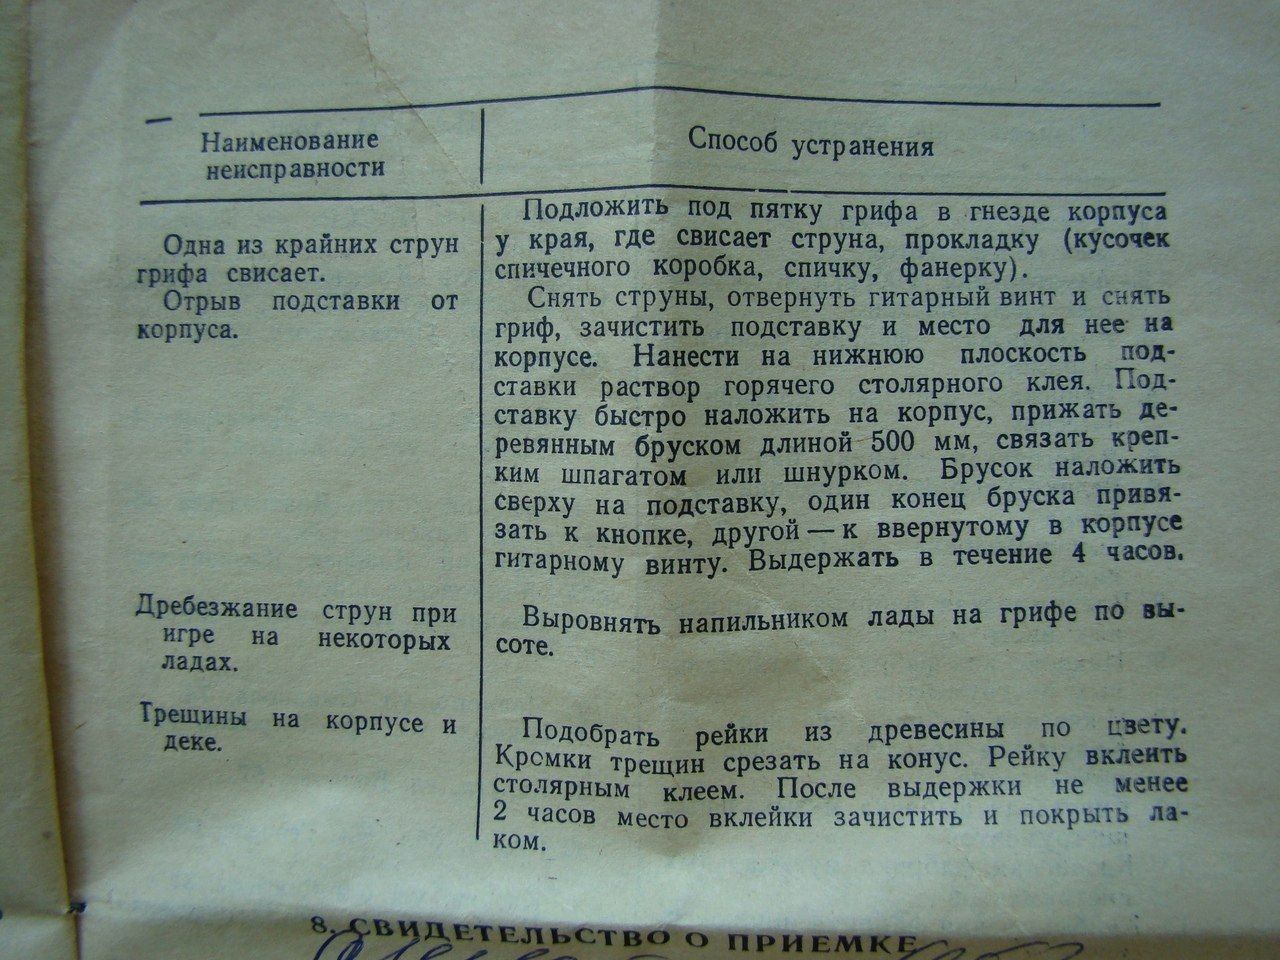 Наименование
неисправности
Способ устранения
Одна из крайних струн
грифа свисает.
Подложить под пятку грифа в гнезде корпуса
у края, где свисает струна, прокладку (кусочек
спичечного коробка, спичку, фанерку).
Отрыв подставки от
корпуса.
Снять струны, отвернуть гитарный винт и снять
гриф, зачистить подставку и место для нее на
корпусе. Нанести на нижнюю плоскость под-
ставки раствор горячего столярного клея. Под-
ставку быстро наложить на корпус, прижать де-
ревянным бруском длиной 500 мм, связать креп-
ким шпагатом или шнурком. Брусок наложить
сверху на подставку, один конец бруска привя-
зать к кнопке, другой — к ввернутому в корпусе
гитарному винту. Выдержать в течение 4 часов.
Дребезжание струн при
игре на некоторых
ладах.
Выровнять напильником лады на грифе по вы-
соте.
Трещины на корпусе и
деке.
Подобрать рейки из древесины по цвету.
Кромки трещин срезать на конус. Рейку вклеить
столярным клеем. После выдержки не менее
2 часов место вклейки зачистить и покрыть ла-
ком.
8. СВИДЕТЕЛЬСТВО О ПРИЕМКЕ